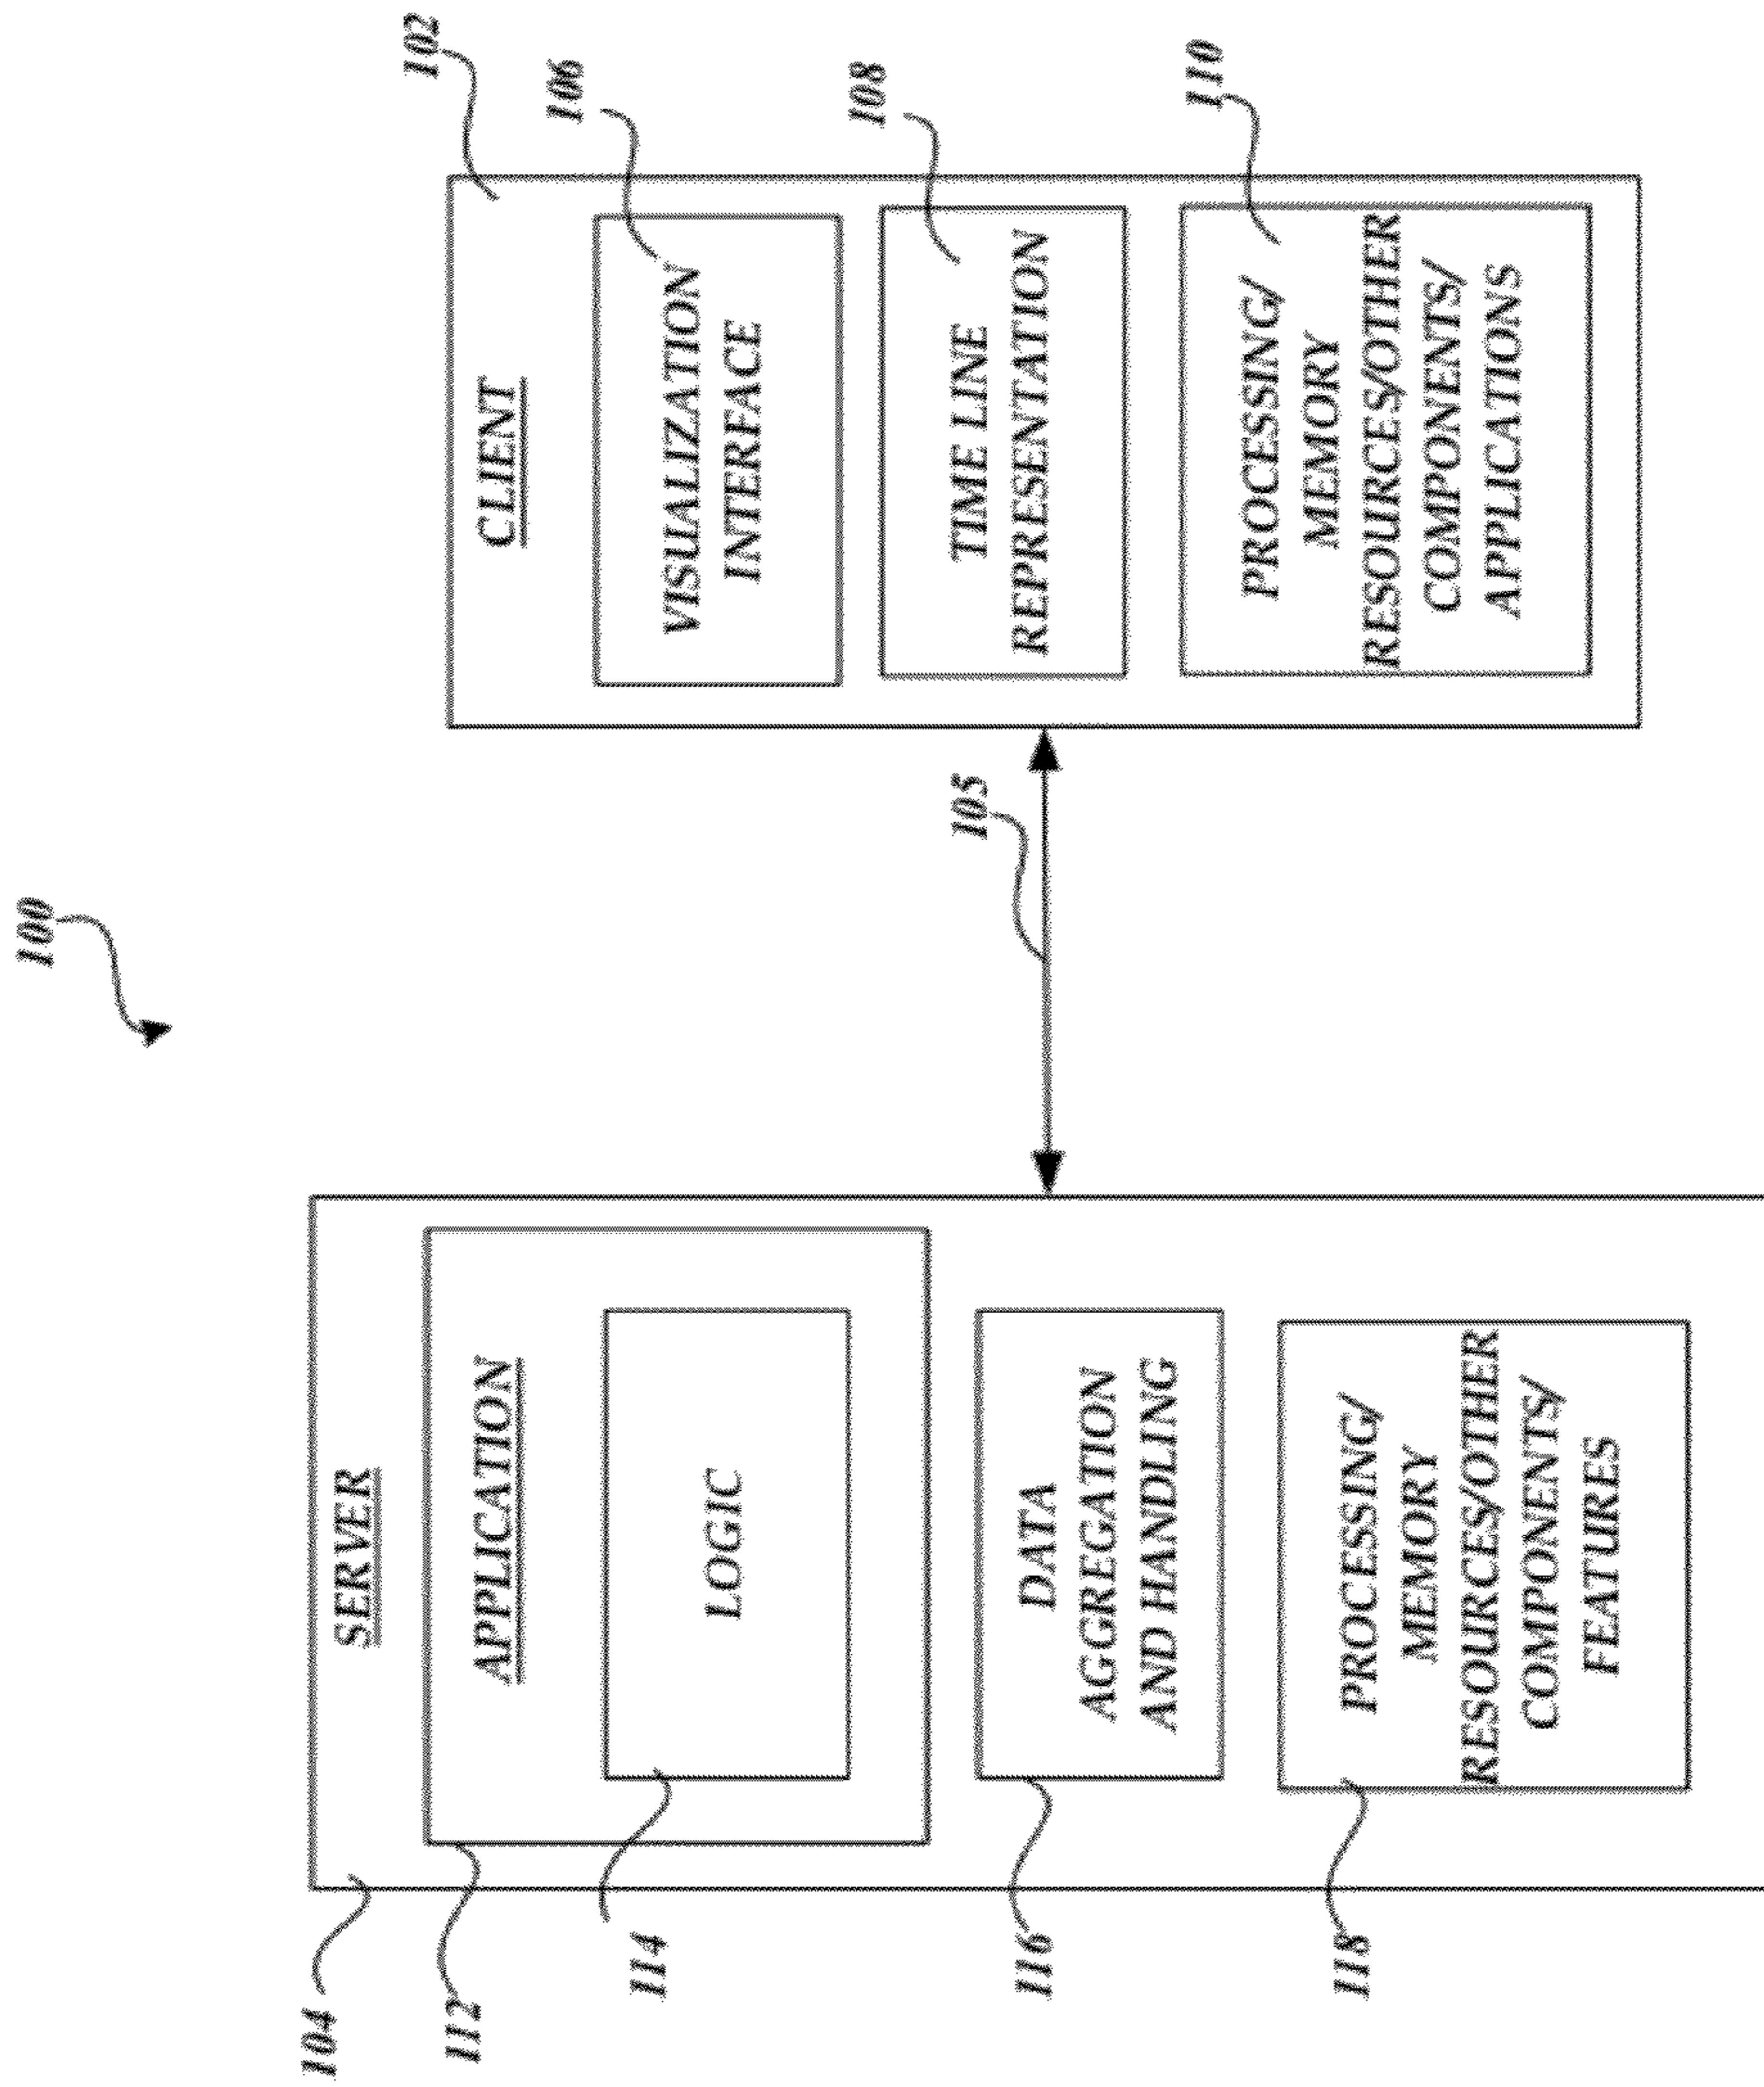 100
SERVER
104
APPLICATION
112
LOGIC
114
DATA
AGGREGATION
AND HANDLING
116
PROCESSING/
MEMORY
RESOURCES/OTHER
COMPONENTS/
FEATURES
118
105
CLIENT
102
VISUALIZATION
INTERFACE
106
TIME LINE
REPRESENTATION
108
PROCESSING/
MEMORY
RESOURCES/OTHER
COMPONENTS/
APPLICATIONS
110